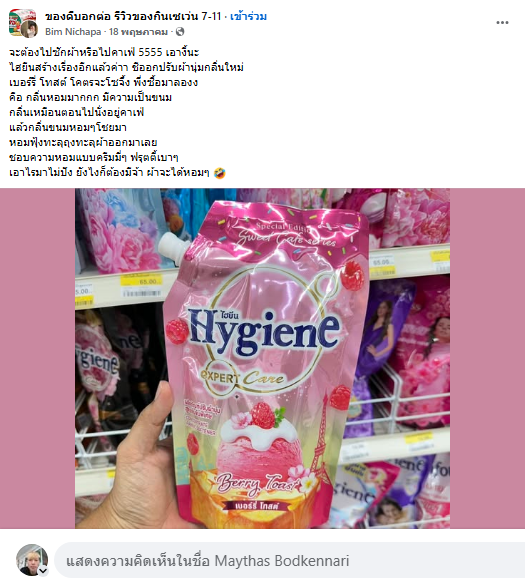 ของดีบอกต่อ รีวิวของกินเซเว่น 7-11 · เข้าร่วม
Bim Nichapa · 18 พฤษภาคม ·
จะต้องไปซักผ้าหรือไปคาเฟ่ 5555 เอางี้นะ
ไฮยีนสร้างเรื่องอีกแล้วค่าา ชีออกปรับผ้านุ่มกลิ่นใหม่
เบอร์รี่ โทสต์ โคตรจะโซจึ้ง พึ่งซื้อมาลองง
คือ กลิ่นหอมมากกก มีความเป็นขนม
กลิ่นเหมือนตอนไปนั่งอยู่คาเฟ่
แล้วกลิ่นขนมหอมๆโชยมา
หอมฟุ้งทะลุถุงทะลุผ้าออกมาเลย
ชอบความหอมแบบครีมมี่ๆ ฟรุตตี้เบาๆ
เอาไรมาไม่ปัง ยังไงก็ต้องมีจ้า ผ้าจะได้หอมๆ 🤣
Special Edition
Sweet Cafe series
ไฮยีน
Hygiene
EXPERT Care
Berry Toast
เบอร์รี่ โทสต์
แสดงความคิดเห็นในชื่อ Maythas Bodkennari